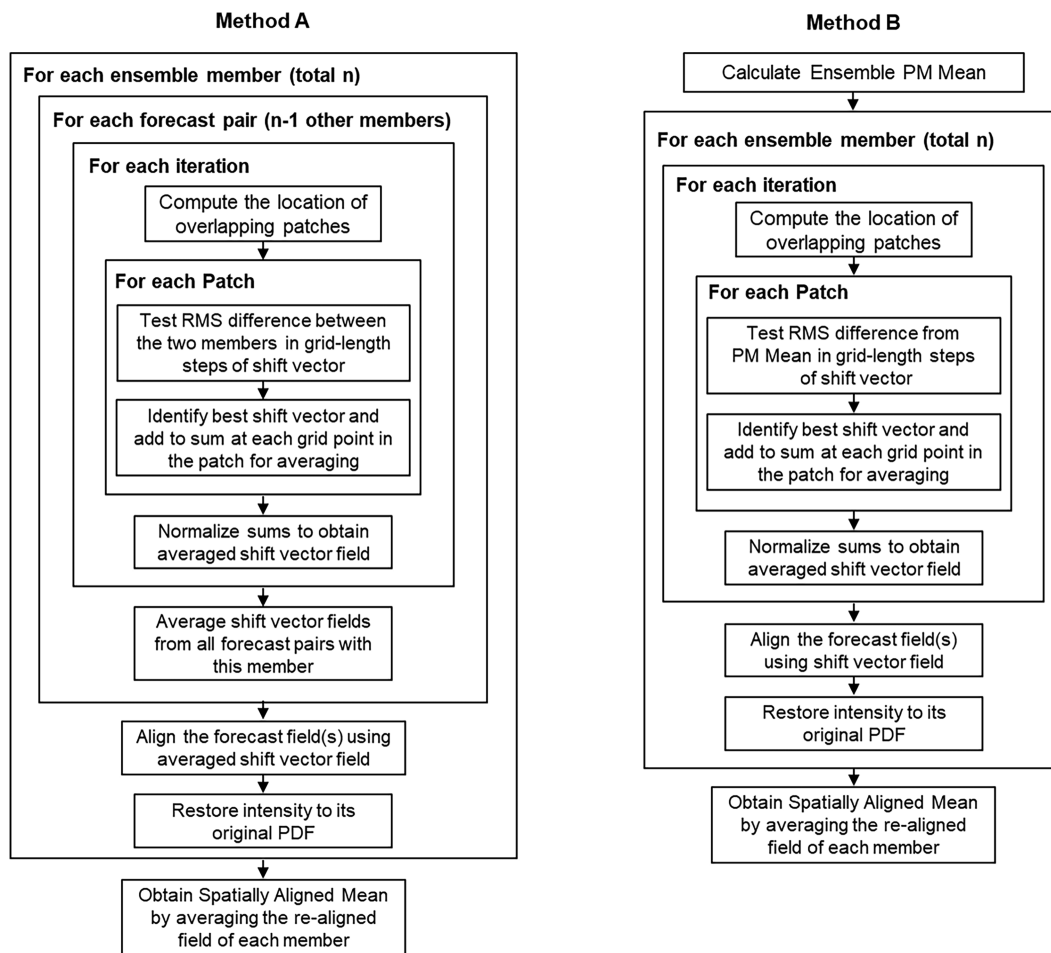 Method A
For each ensemble member (total n)
For each forecast pair (n-1 other members)
For each iteration
Compute the location of
overlapping patches
For each Patch
Test RMS difference between
the two members in grid-length
steps of shift vector
Identify best shift vector and
add to sum at each grid point in
the patch for averaging
Normalize sums to obtain
averaged shift vector field
Average shift vector fields
from all forecast pairs with
this member
Align the forecast field(s) using
averaged shift vector field
Restore intensity to its
original PDF
Obtain Spatially Aligned Mean
by averaging the re-aligned
field of each member
Method B
Calculate Ensemble PM Mean
For each ensemble member (total n)
For each iteration
Compute the location of
overlapping patches
For each Patch
Test RMS difference from
PM Mean in grid-length steps
of shift vector
Identify best shift vector and
add to sum at each grid point in
the patch for averaging
Normalize sums to obtain
averaged shift vector field
Align the forecast field(s)
using shift vector field
Restore intensity to its
original PDF
Obtain Spatially Aligned Mean
by averaging the re-aligned
field of each member